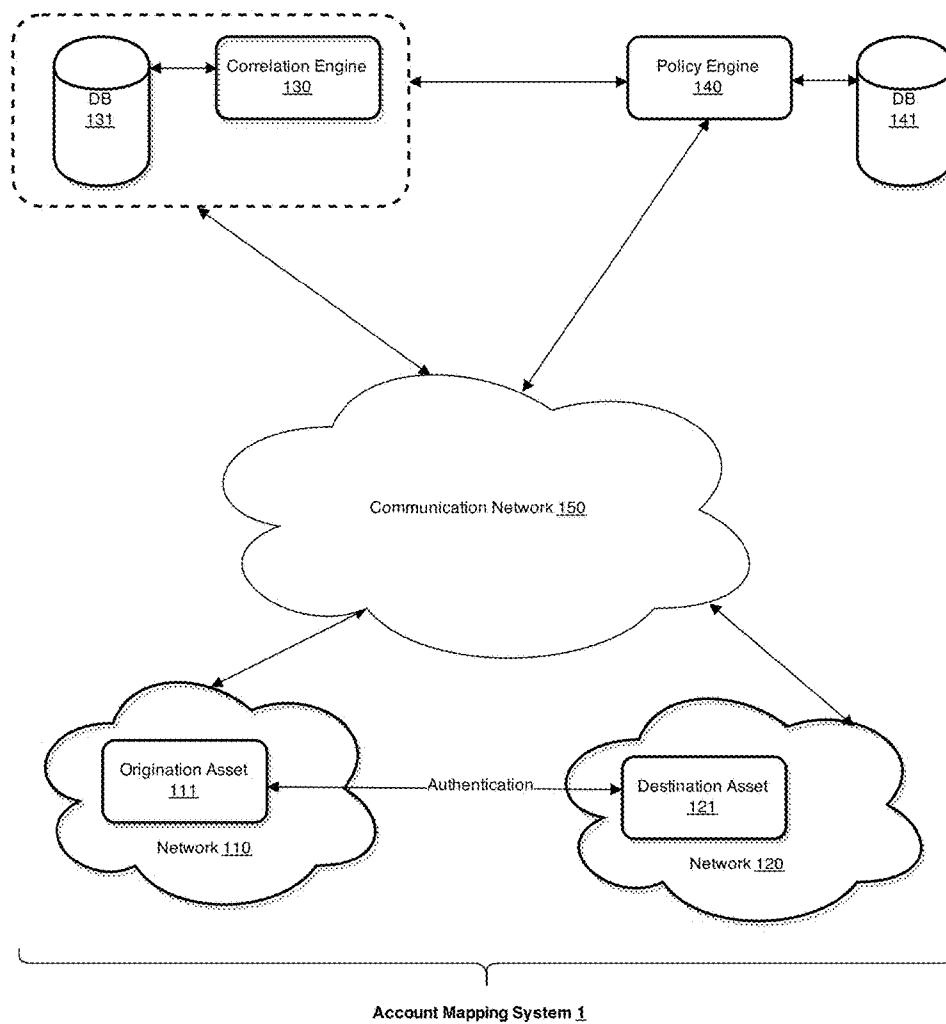 Correlation Engine
130
DB
131
Policy Engine
140
DB
141
Communication Network 150
Origination Asset
111
Network 110
Authentication
Destination Asset
121
Network 120
Account Mapping System 1